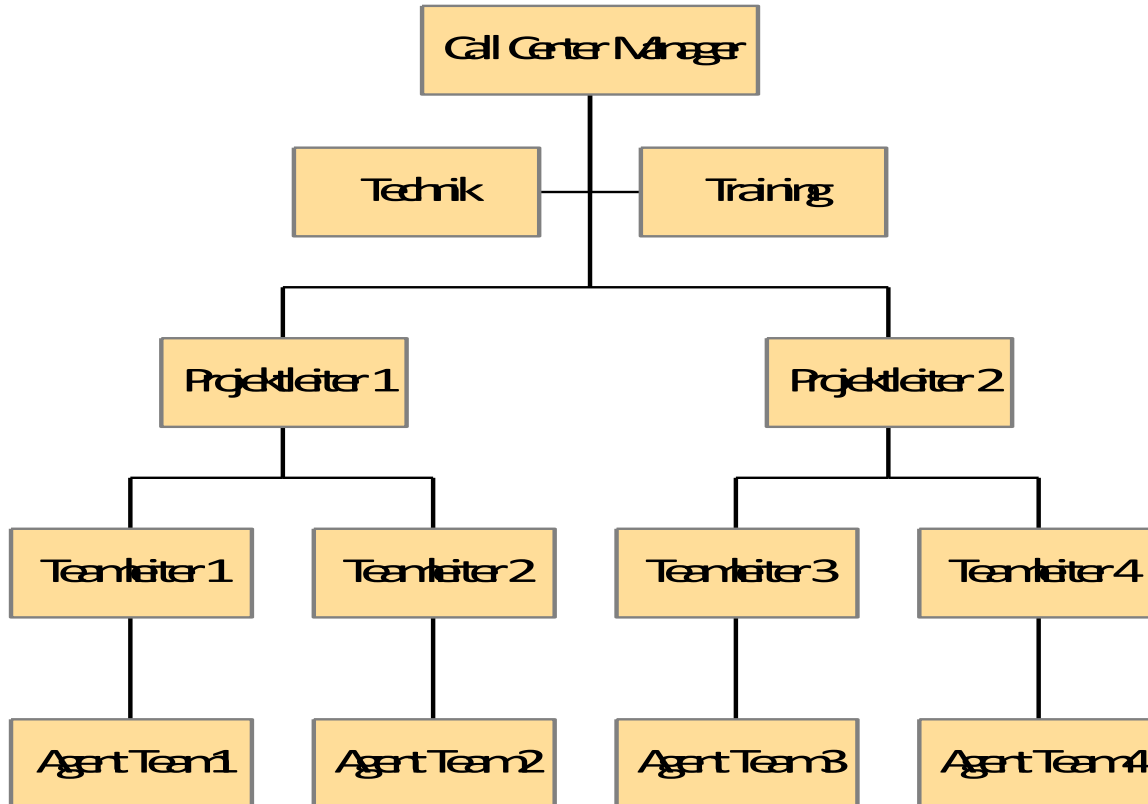 Call Center Manager
Technik
Training
Projektleiter 1
Projektleiter 2
Teamleiter 1
Teamleiter 2
Teamleiter 3
Teamleiter 4
Agent Team 1
Agent Team 2
Agent Team 3
Agent Team 4